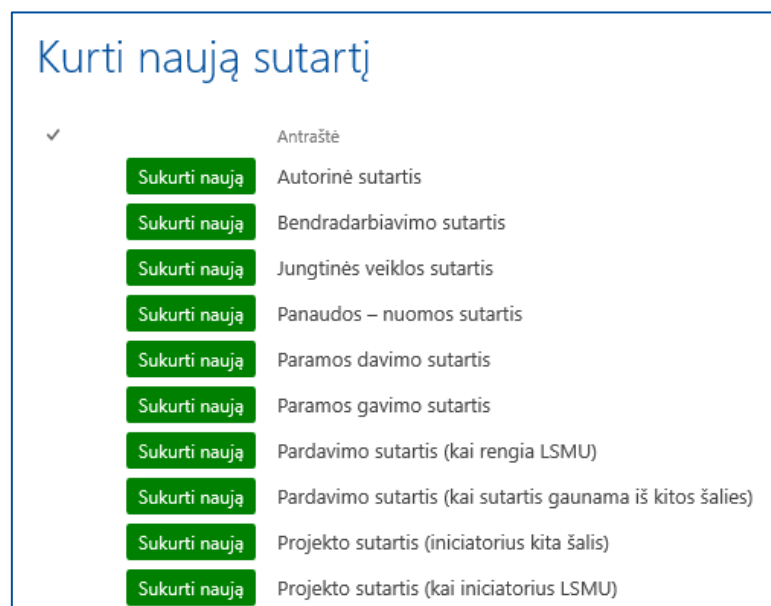 Kurti naują sutartį
Antraštė
Sukurti naują Autorinė sutartis
Sukurti naują Bendradarbiavimo sutartis
Sukurti naują Jungtinės veiklos sutartis
Sukurti naują Panaudos – nuomos sutartis
Sukurti naują Paramos davimo sutartis
Sukurti naują Paramos gavimo sutartis
Sukurti naują Pardavimo sutartis (kai rengia LSMU)
Sukurti naują Pardavimo sutartis (kai sutartis gaunama iš kitos šalies)
Sukurti naują Projekto sutartis (iniciatorius kita šalis)
Sukurti naują Projekto sutartis (kai iniciatorius LSMU)